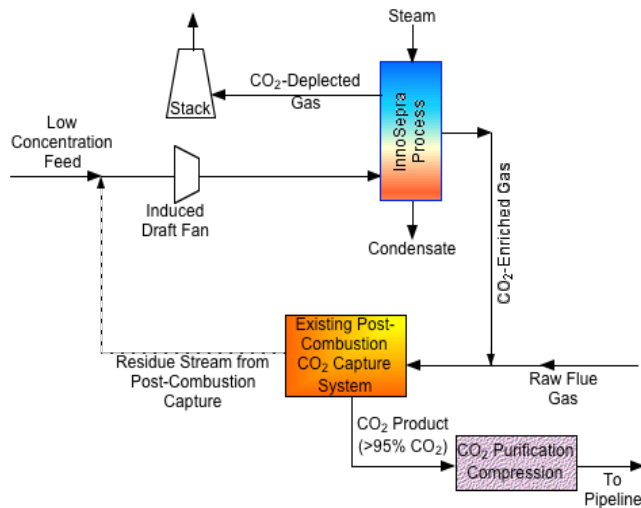 Steam
CO₂-Deplected
Gas
Stack
InnoSepra
Process
Low
Concentration
Feed
Induced
Draft Fan
Condensate
CO₂-Enriched Gas
Existing Post-
Combustion
CO₂ Capture
System
Residue Stream from
Post-Combustion
Capture
Raw Flue
Gas
CO₂ Product
(>95% CO₂)
CO₂ Purification
Compression
To
Pipeline